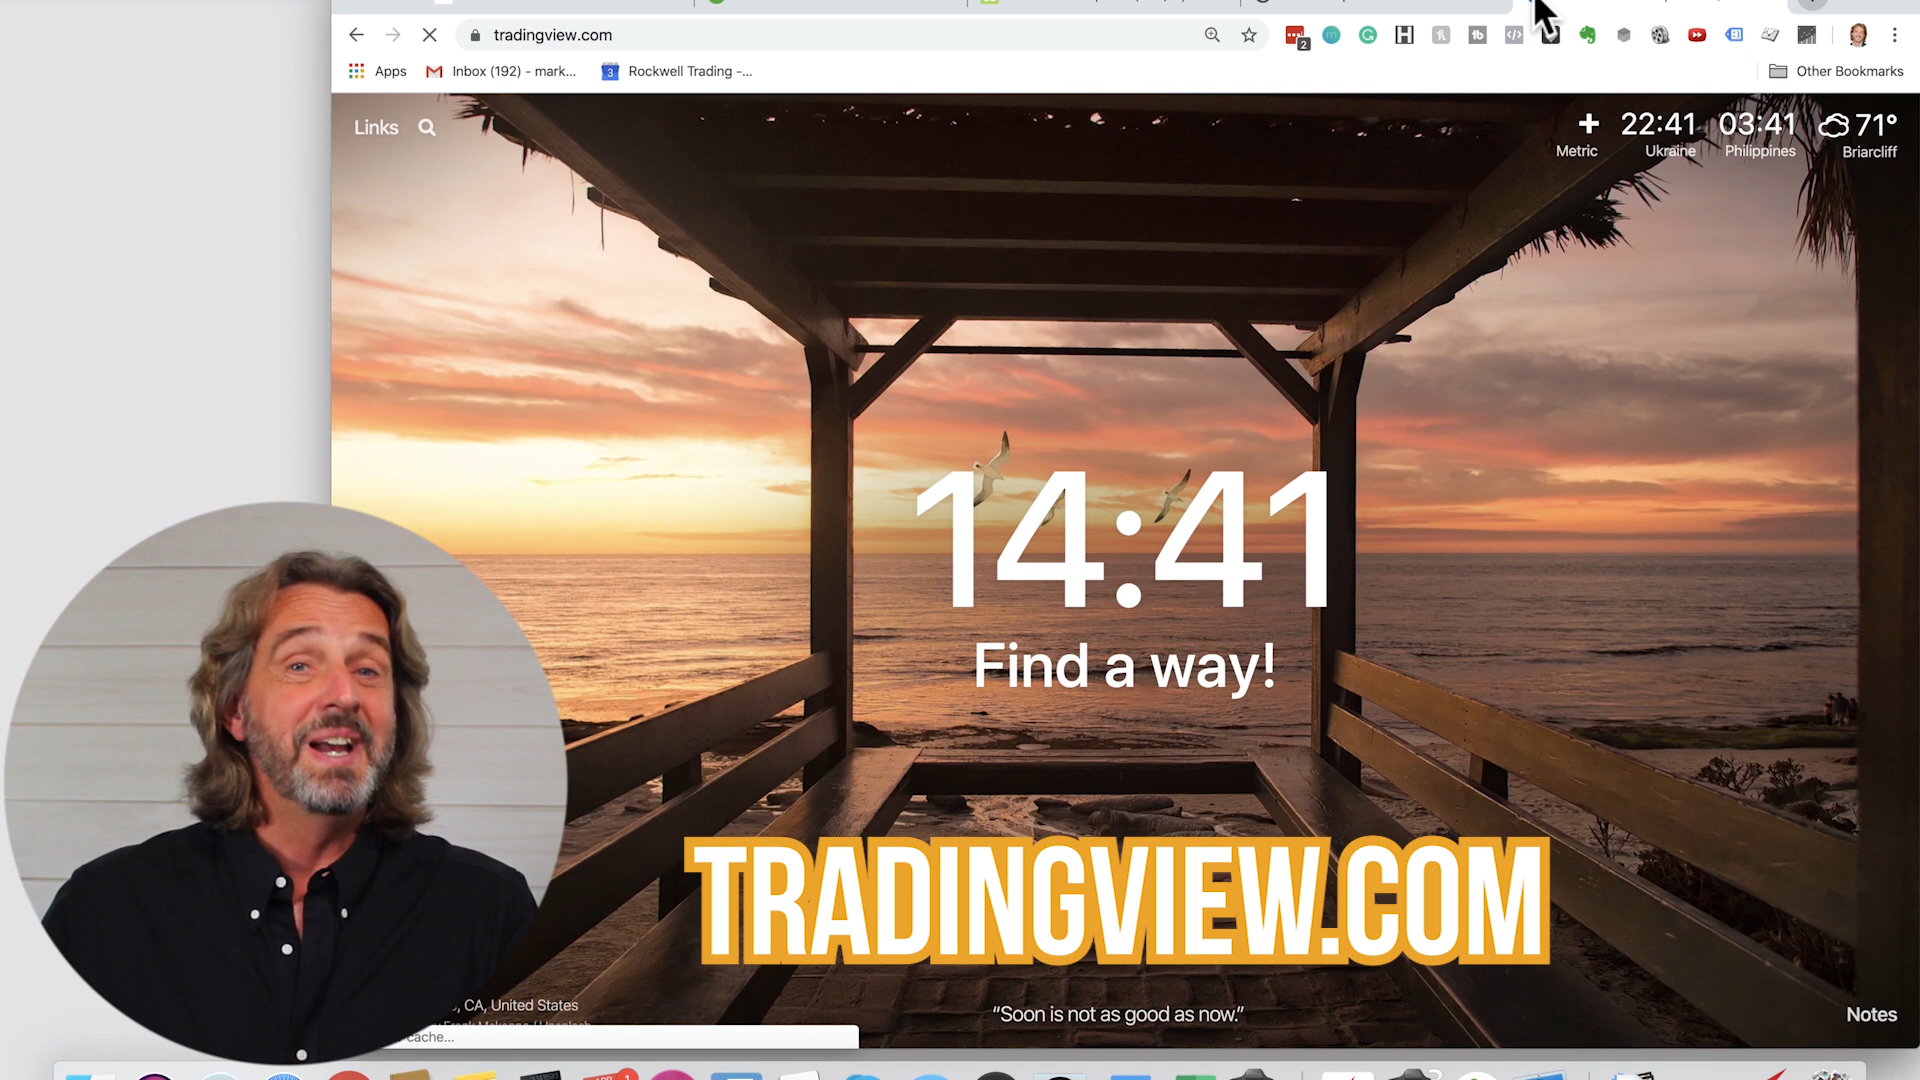 tradingview.com
2
Apps
Inbox (192) - mark...
3
Rockwell Trading -...
Other Bookmarks
Links
22:41
03:41
71°
Metric
Ukraine
Philippines
Briarcliff
14:41
Find a way!
TRADINGVIEW.COM
, CA, United States
"Soon is not as good as now."
Notes
cache...